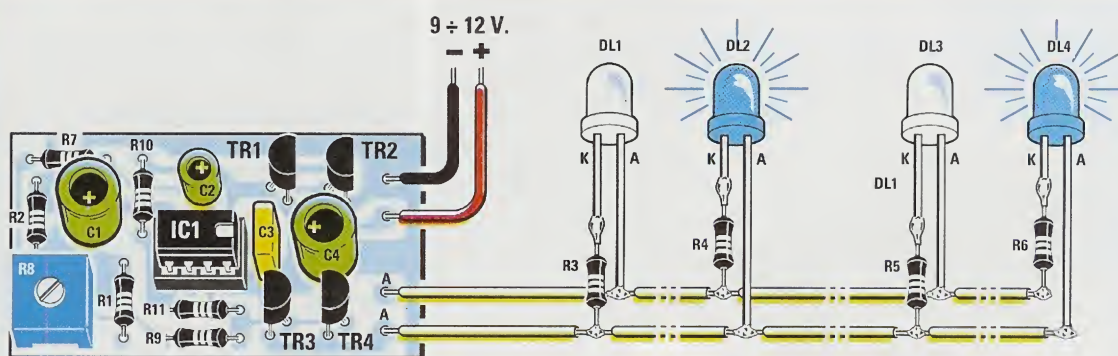 9 ÷ 12 V.
– +
DL1 DL2 DL3 DL4
R7 R10 TR1 TR2
K A K A K A K A
C2
DL1
R2 C1 IC1 C3 C4
R4 R6
R8 R3 R5
R1 A
R11
A
R9 TR3 TR4